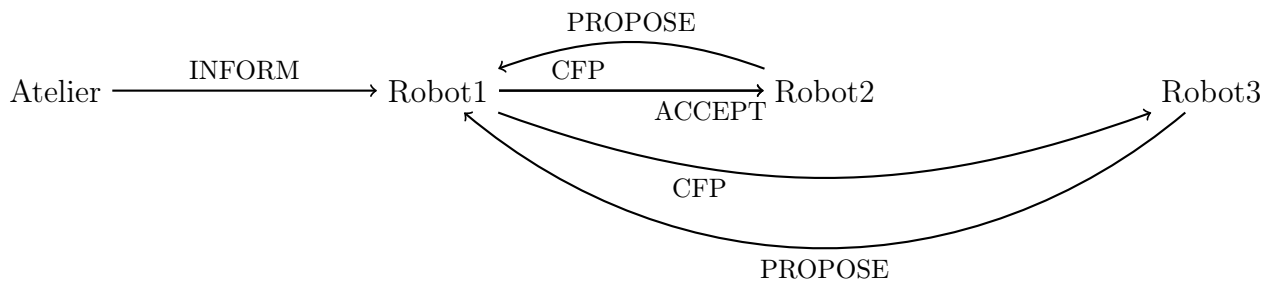 PROPOSE
INFORM
CFP
Atelier
Robot1
Robot2
Robot3
ACCEPT
CFP
PROPOSE